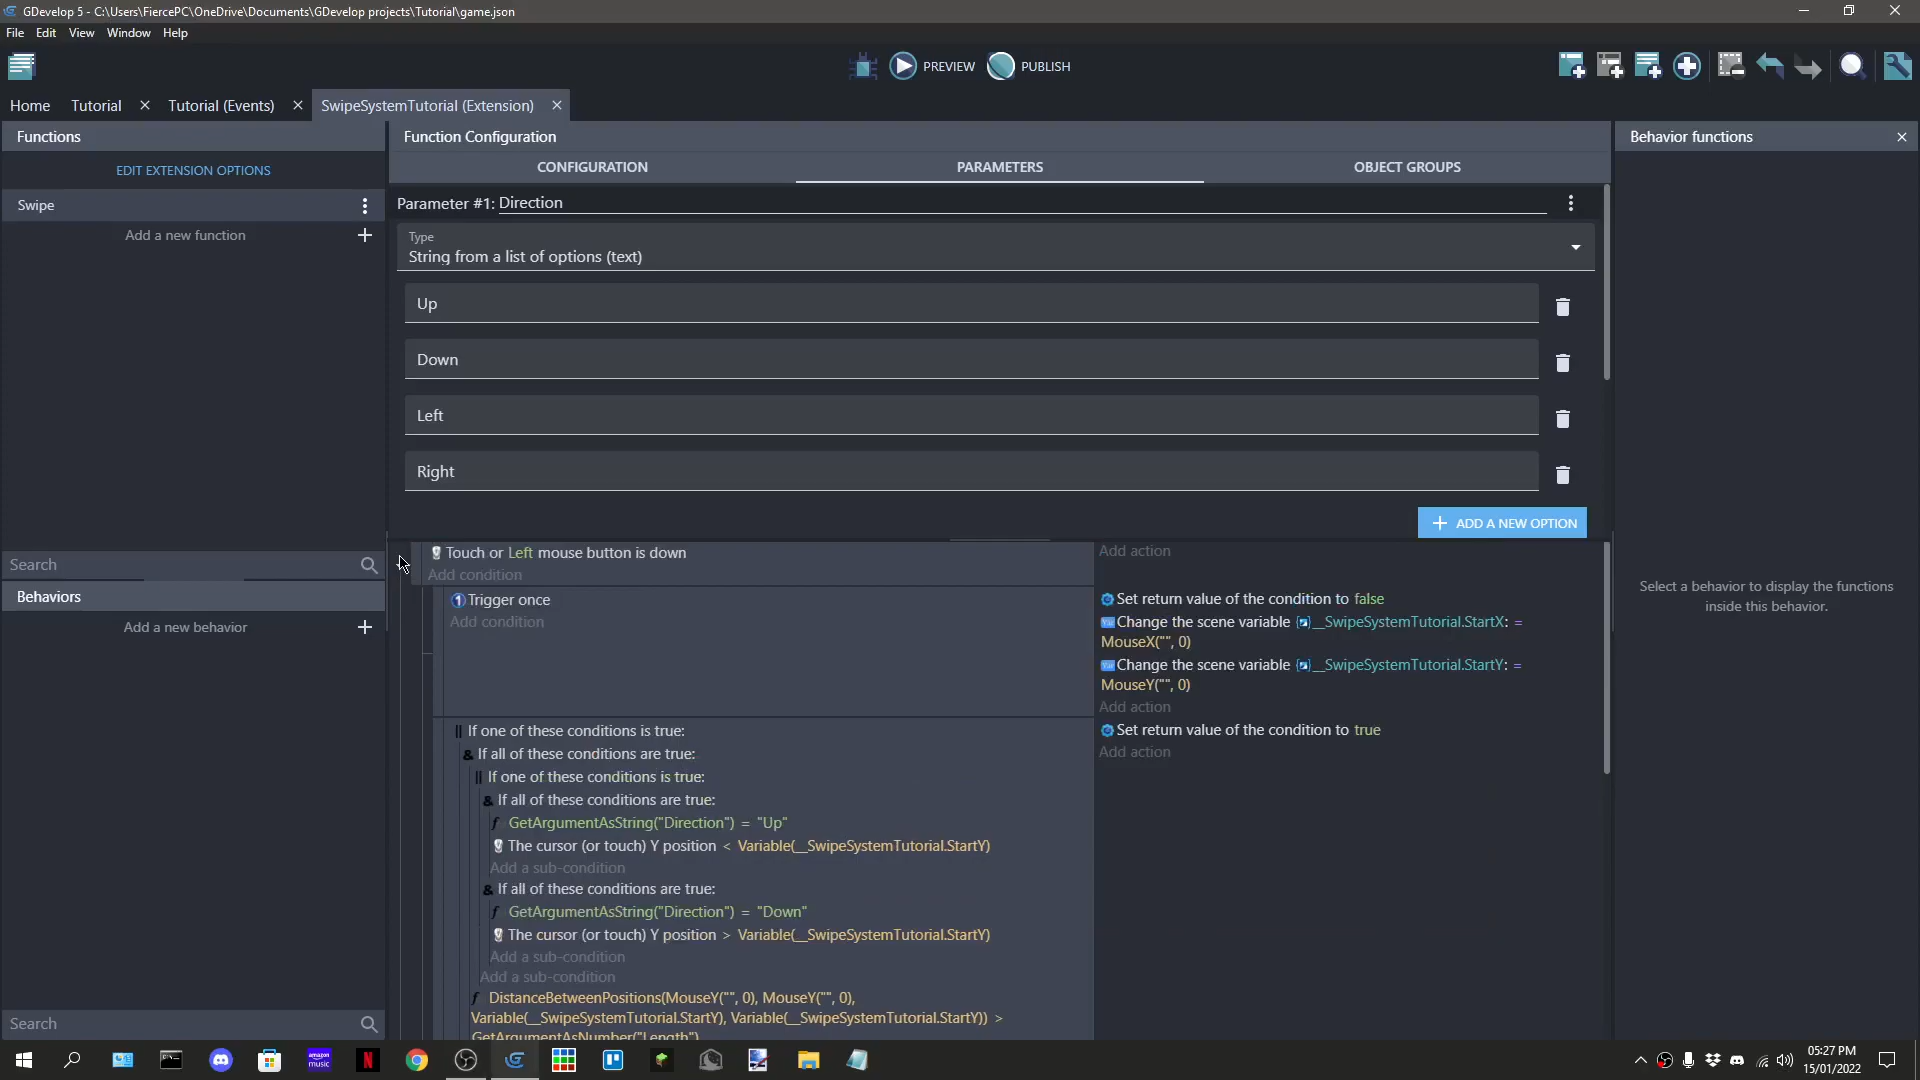 GDevelop 5 - C:\Users\FiercePC\OneDrive\Documents\GDevelop projects\Tutorial\game.json
File Edit View Window Help
PREVIEW PUBLISH
Home Tutorial Tutorial (Events) SwipeSystemTutorial (Extension)
Functions
EDIT EXTENSION OPTIONS
Swipe
Add a new function
Search
Behaviors
Add a new behavior
Search
Function Configuration
CONFIGURATION PARAMETERS OBJECT GROUPS
Parameter #1: Direction
Type
String from a list of options (text)
Up
Down
Left
Right
ADD A NEW OPTION
Touch or Left mouse button is down
Add condition
Add action
Trigger once
Add condition
Set return value of the condition to false
Change the scene variable __SwipeSystemTutorial.StartX: =
MouseX("", 0)
Change the scene variable __SwipeSystemTutorial.StartY: =
MouseY("", 0)
Add action
If one of these conditions is true:
& If all of these conditions are true:
If one of these conditions is true:
& If all of these conditions are true:
GetArgumentAsString("Direction") = "Up"
The cursor (or touch) Y position < Variable(__SwipeSystemTutorial.StartY)
Add a sub-condition
& If all of these conditions are true:
GetArgumentAsString("Direction") = "Down"
The cursor (or touch) Y position > Variable(__SwipeSystemTutorial.StartY)
Add a sub-condition
Add a sub-condition
DistanceBetweenPositions(MouseY("", 0), MouseY("", 0),
Variable(__SwipeSystemTutorial.StartY), Variable(__SwipeSystemTutorial.StartY)) >
GetArgumentAsNumber("Length")
Set return value of the condition to true
Add action
Behavior functions
Select a behavior to display the functions
inside this behavior.
05:27 PM
15/01/2022